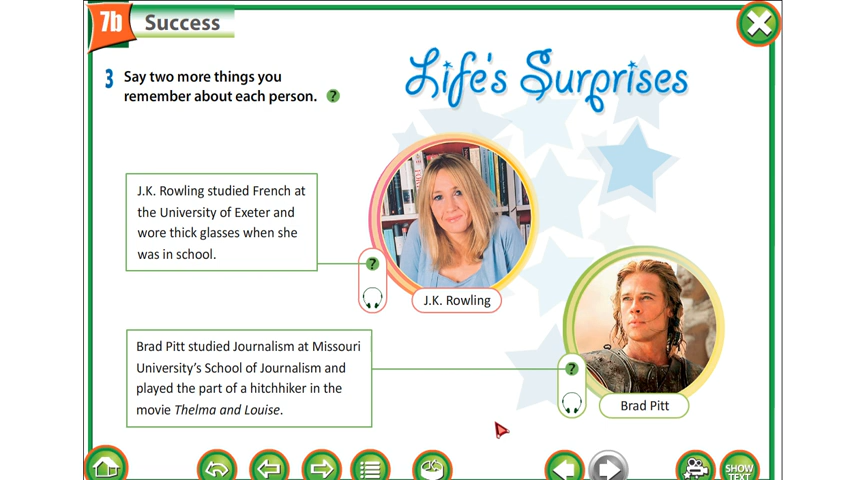 7b Success
Life's Surprises
3 Say two more things you
remember about each person. ?
J.K. Rowling studied French at
the University of Exeter and
wore thick glasses when she
was in school.
?
J.K. Rowling
Brad Pitt studied Journalism at Missouri
University's School of Journalism and
played the part of a hitchhiker in the
movie Thelma and Louise.
?
Brad Pitt
SHOW
TEXT